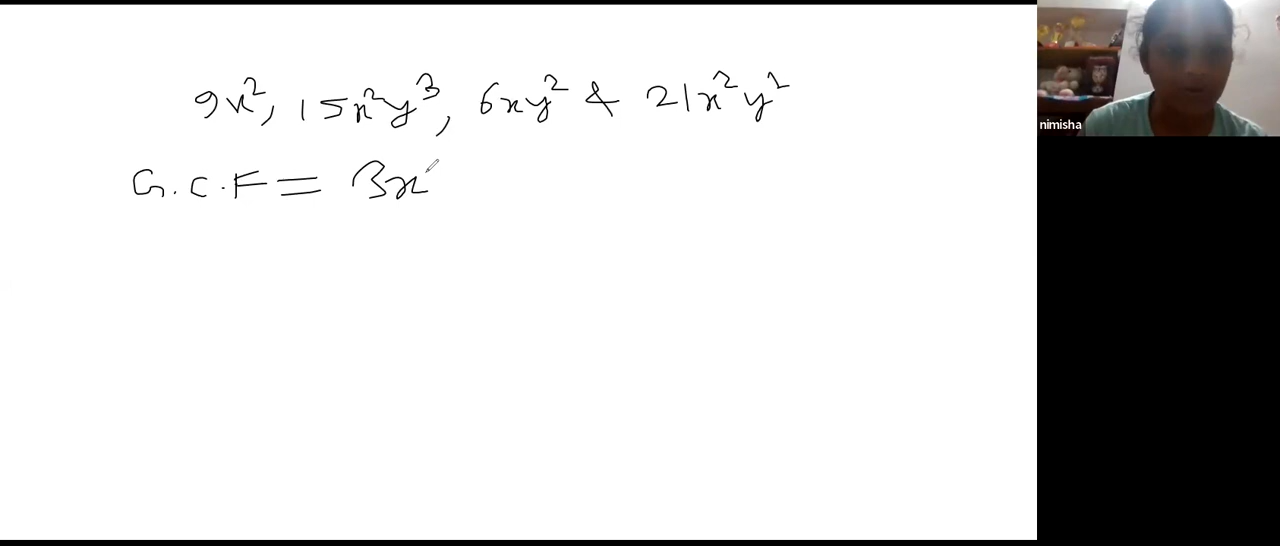 9x², 15x²y³, 6xy² & 21x²y²
G.C.F = 3x
nimisha